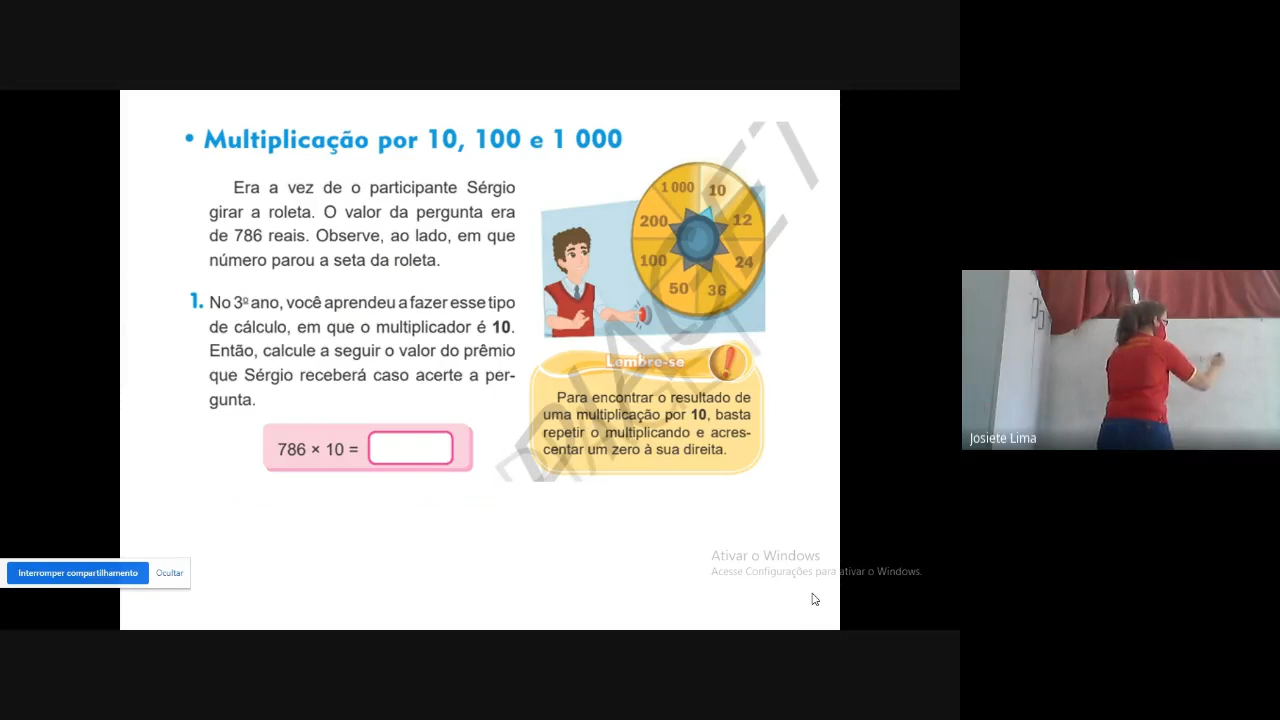 • Multiplicação por 10, 100 e 1 000
Era a vez de o participante Sérgio
girar a roleta. O valor da pergunta era
de 786 reais. Observe, ao lado, em que
número parou a seta da roleta.
1. No 3º ano, você aprendeu a fazer esse tipo
de cálculo, em que o multiplicador é 10.
Então, calcule a seguir o valor do prêmio
que Sérgio receberá caso acerte a per-
gunta.
786 × 10 =
1 000
10
200
12
100
24
50
36
Lembre-se
Para encontrar o resultado de
uma multiplicação por 10, basta
repetir o multiplicando e acres-
centar um zero à sua direita.
Josiete Lima
Interromper compartilhamento
Ocultar
Ativar o Windows
Acesse Configurações para ativar o Windows.